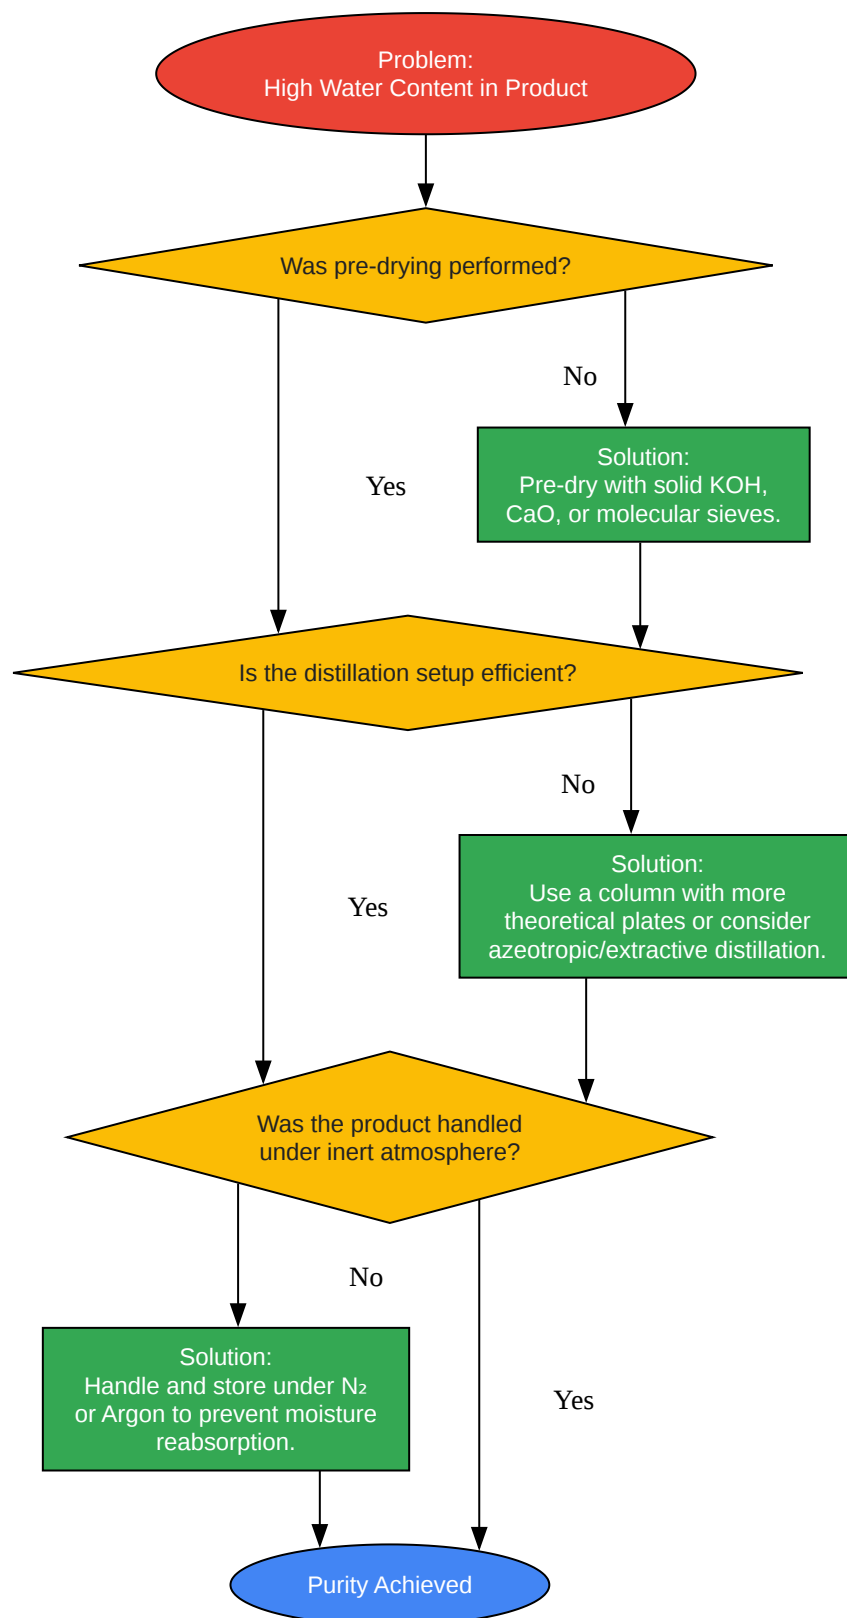 Problem:
High Water Content in Product
Was pre-drying performed?
No
Solution:
Pre-dry with solid KOH,
CaO, or molecular sieves.
Yes
Is the distillation setup efficient?
No
Solution:
Use a column with more
theoretical plates or consider
azeotropic/extractive distillation.
Yes
Was the product handled
under inert atmosphere?
No
Solution:
Handle and store under N₂
or Argon to prevent moisture
reabsorption.
Yes
Purity Achieved